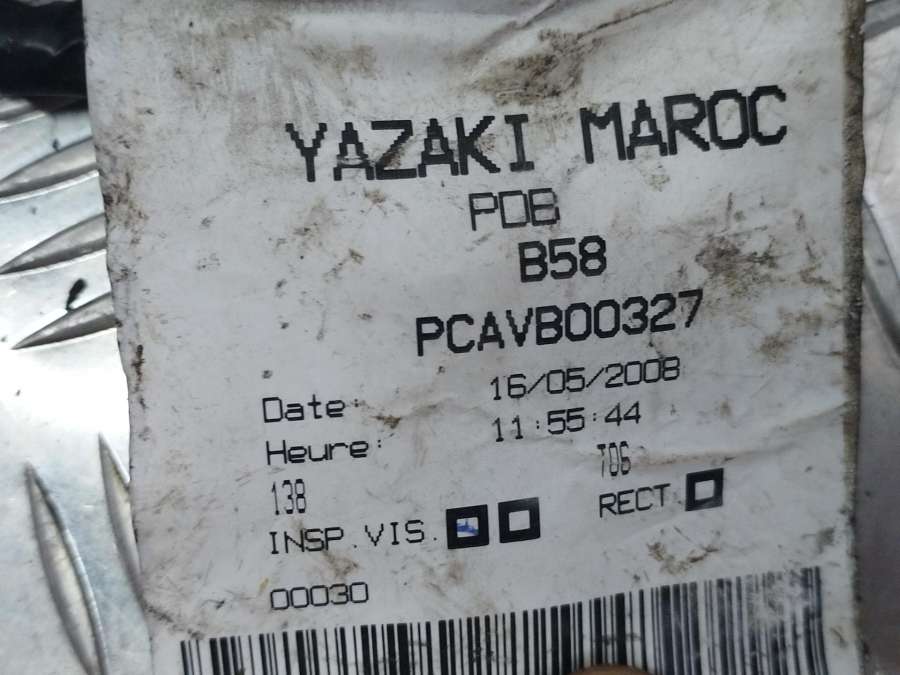 YAZAKI MAROC
PDB
B58
PCAVB00327
Date: 16/05/2008
Heure: 11:55:44
138 T06
INSP.VIS. RECT.
00030